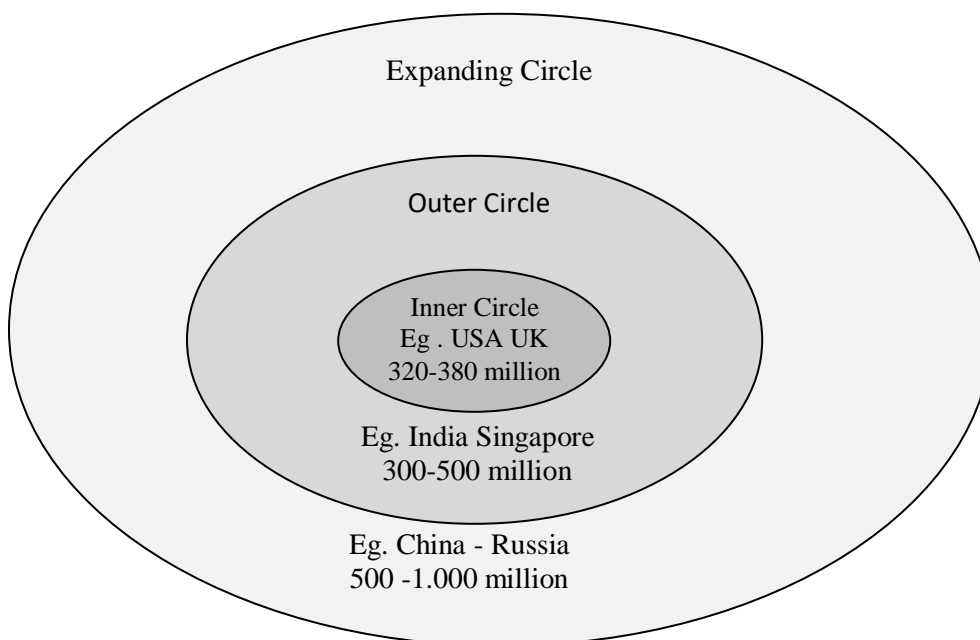 Expanding Circle
Outer Circle
Inner Circle
Eg . USA UK
320-380 million
Eg. India Singapore
300-500 million
Eg. China - Russia
500 -1.000 million